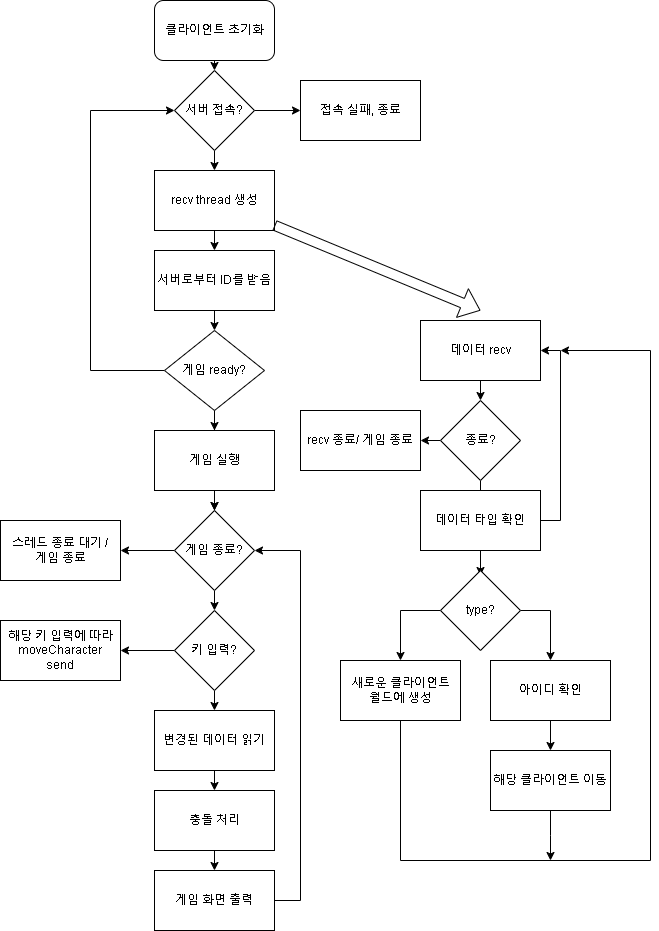 클라이언트 초기화
서버 접속?
접속 실패, 종료
recv thread 생성
서버로부터 ID를 받음
게임 ready?
게임 실행
게임 종료?
스레드 종료 대기 /
게임 종료
키 입력?
해당 키 입력에 따라
moveCharacter
send
변경된 데이터 읽기
충돌 처리
게임 화면 출력
데이터 recv
종료?
recv 종료/ 게임 종료
데이터 타입 확인
type?
새로운 클라이언트
월드에 생성
아이디 확인
해당 클라이언트 이동